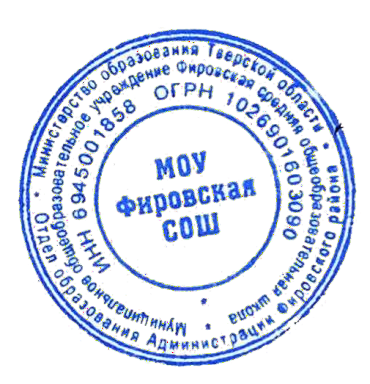 * Министерство образования Тверской области *
Отдел образования Администрации Фировского района
* Муниципальное общеобразовательное учреждение Фировская средняя общеобразовательная школа
ИНН 6945001858 ОГРН 1026901603090
МОУ
Фировская
СОШ